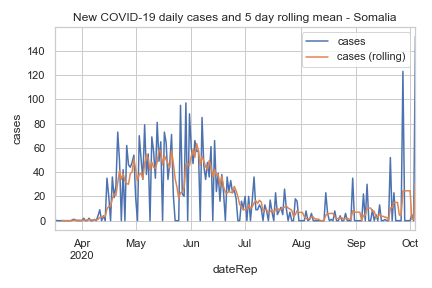 New COVID-19 daily cases and 5 day rolling mean - Somalia
cases
cases (rolling)
140
120
100
80
60
40
20
0
cases
Apr
2020
May
Jun
Jul
Aug
Sep
Oct
dateRep